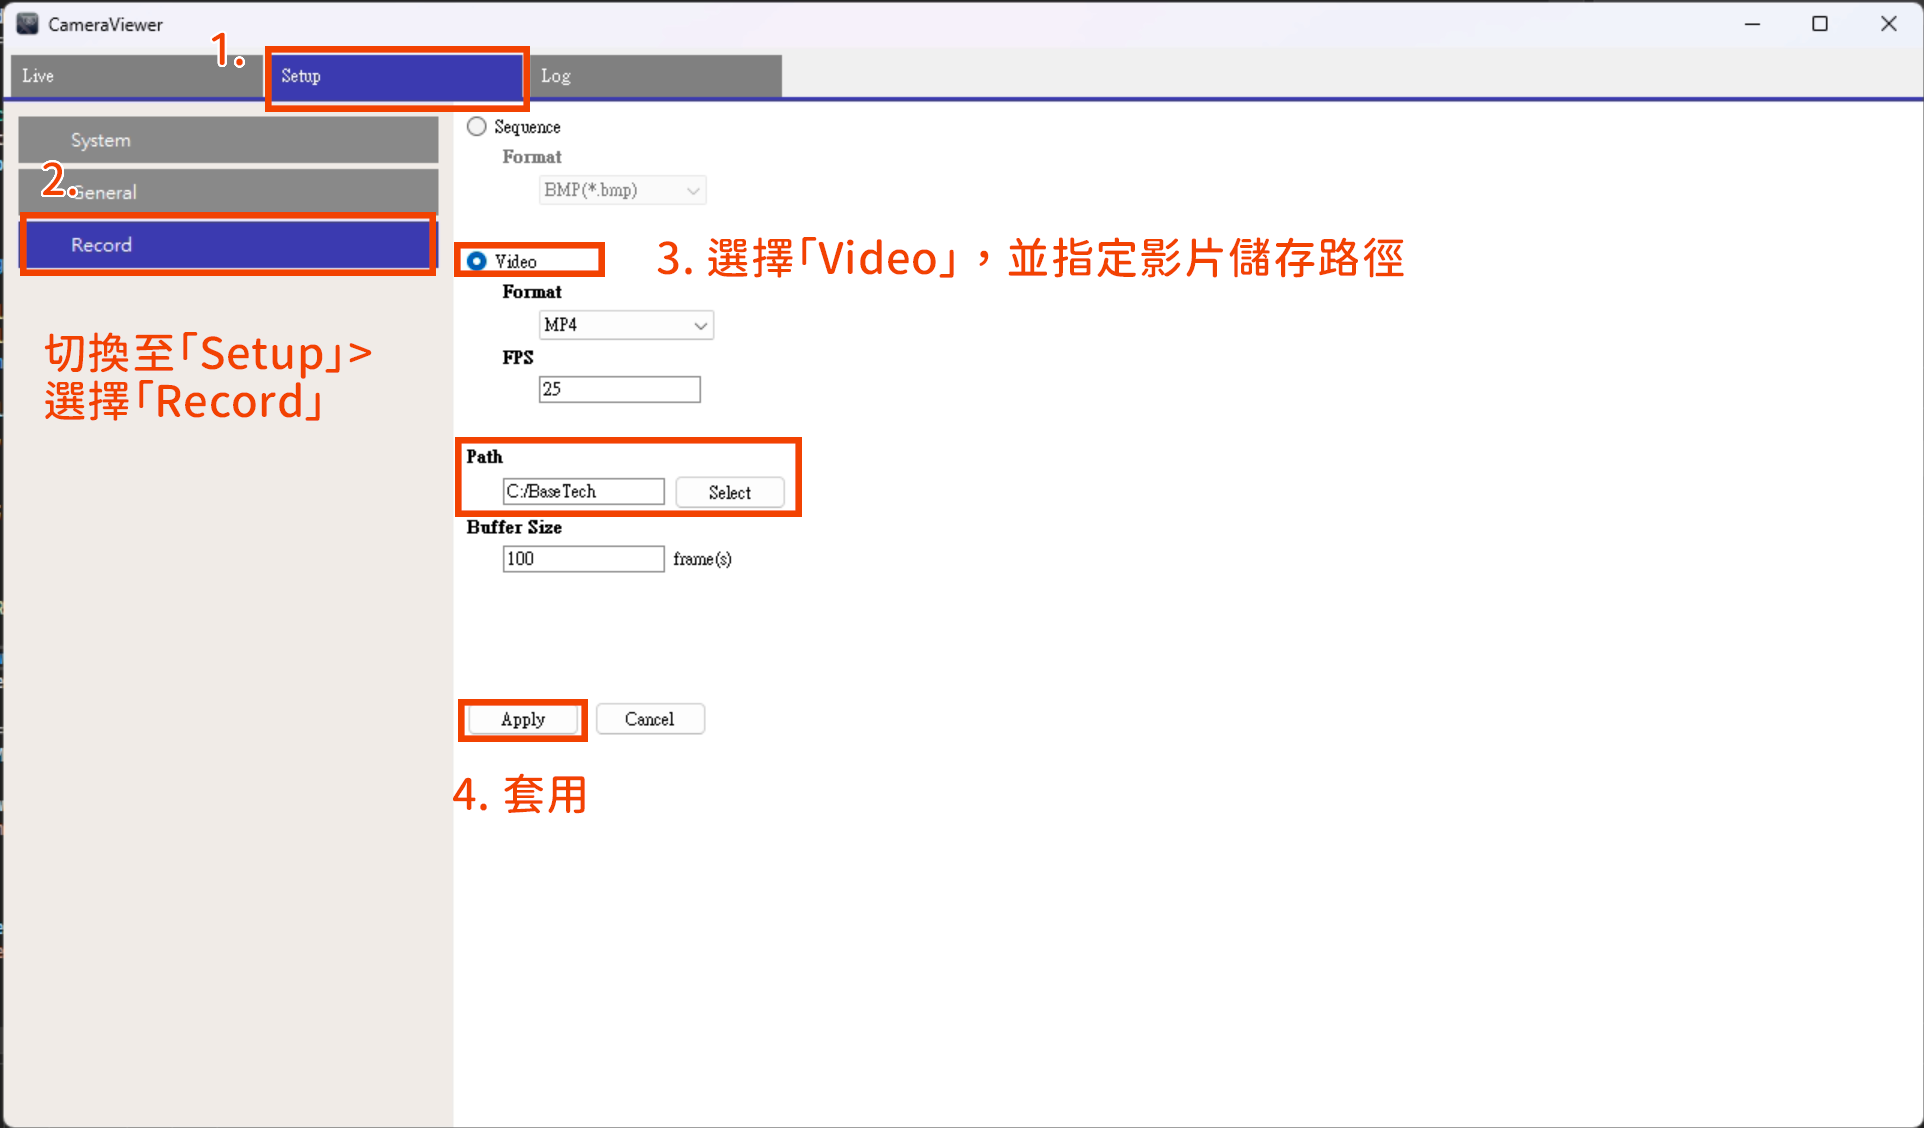 CameraViewer
1.
Live
Setup
Log
System
2.
General
Record
切換至「Setup」>
選擇「Record」
Sequence
Format
BMP(*.bmp)
Video
3. 選擇「Video」，並指定影片儲存路徑
Format
MP4
FPS
25
Path
C:/BaseTech
Select
Buffer Size
100
frame(s)
Apply
Cancel
4. 套用